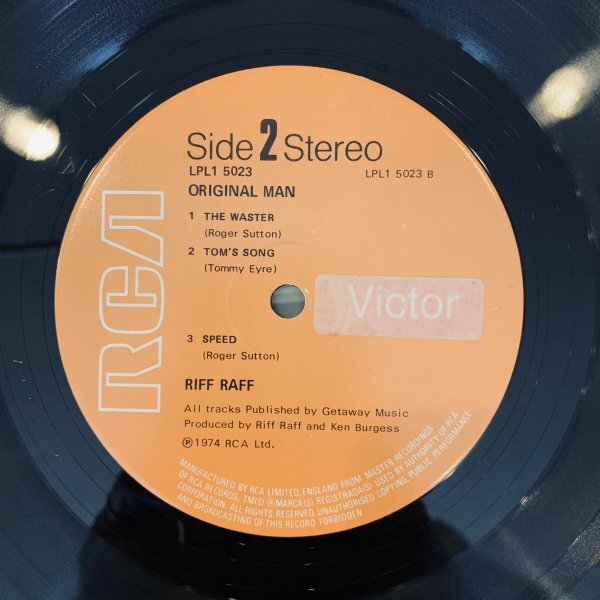 Side 2 Stereo
LPL1 5023 LPL1 5023 B
ORIGINAL MAN
1 THE WASTER
(Roger Sutton)
2 TOM'S SONG
(Tommy Eyre)
RCA
Victor
3 SPEED
(Roger Sutton)
RIFF RAFF
All tracks Published by Getaway Music
Produced by Riff Raff and Ken Burgess
Ⓟ1974 RCA Ltd.
MANUFACTURED BY RCA LIMITED, ENGLAND FROM MASTER RECORDINGS
OF RCA RECORDS. TM(S) ® MARCA(S) REGISTRADA(S) USED BY AUTHORITY OF RCA
CORPORATION. ALL RIGHTS RESERVED. UNAUTHORISED COPYING, PUBLIC PERFORMANCE
AND BROADCASTING OF THIS RECORD FORBIDDEN